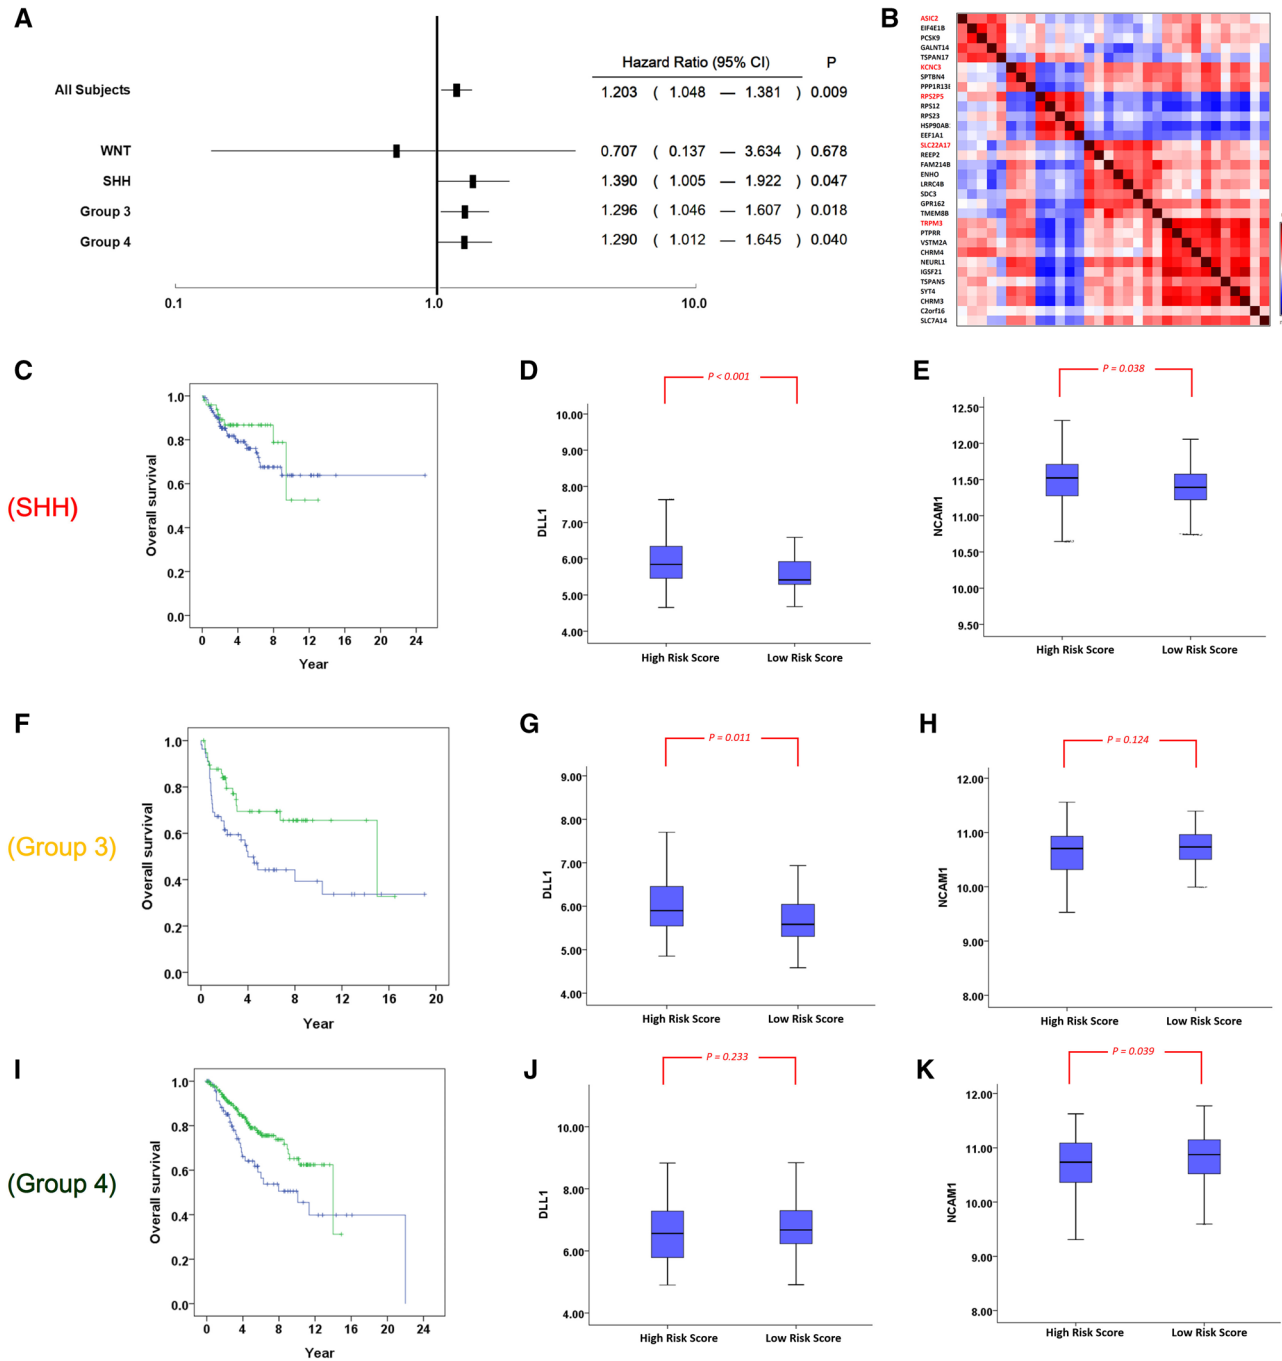 A
Hazard Ratio (95% CI) P
All Subjects 1.203 ( 1.048 — 1.381 ) 0.009
WNT 0.707 ( 0.137 — 3.634 ) 0.678
SHH 1.390 ( 1.005 — 1.922 ) 0.047
Group 3 1.296 ( 1.046 — 1.607 ) 0.018
Group 4 1.290 ( 1.012 — 1.645 ) 0.040
0.1 1.0 10.0
B
ASIC2
EIF4E1B
PCSK9
GALNT14
TSPAN17
KCNC3
SPTBN4
PPP1R13B
RPS2P5
RPS12
RPS23
HSP90AB:
EEF1A1
SLC22A17
REEP2
FAM214B
ENHO
LRRC4B
SDC3
GPR162
TMEM8B
TRPM3
PTPRR
VSTM2A
CHRM4
NEURL1
IGSF21
TSPAN5
SYT4
CHRM3
C2orf16
SLC7A14
(SHH)
C
Overall survival
1.0
0.8
0.6
0.4
0.2
0.0
0 4 8 12 16 20 24
Year
D
P < 0.001
DLL1
10.00
9.00
8.00
7.00
6.00
5.00
4.00
High Risk Score Low Risk Score
E
P = 0.038
NCAM1
12.50
12.00
11.50
11.00
10.50
10.00
9.50
High Risk Score Low Risk Score
(Group 3)
F
Overall survival
1.0
0.8
0.6
0.4
0.2
0.0
0 4 8 12 16 20
Year
G
P = 0.011
DLL1
9.00
8.00
7.00
6.00
5.00
4.00
High Risk Score Low Risk Score
H
P = 0.124
NCAM1
12.00
11.00
10.00
9.00
8.00
High Risk Score Low Risk Score
(Group 4)
I
Overall survival
1.0
0.8
0.6
0.4
0.2
0.0
0 4 8 12 16 20 24
Year
J
P = 0.233
DLL1
10.00
8.00
6.00
4.00
High Risk Score Low Risk Score
K
P = 0.039
NCAM1
12.00
11.00
10.00
9.00
8.00
High Risk Score Low Risk Score